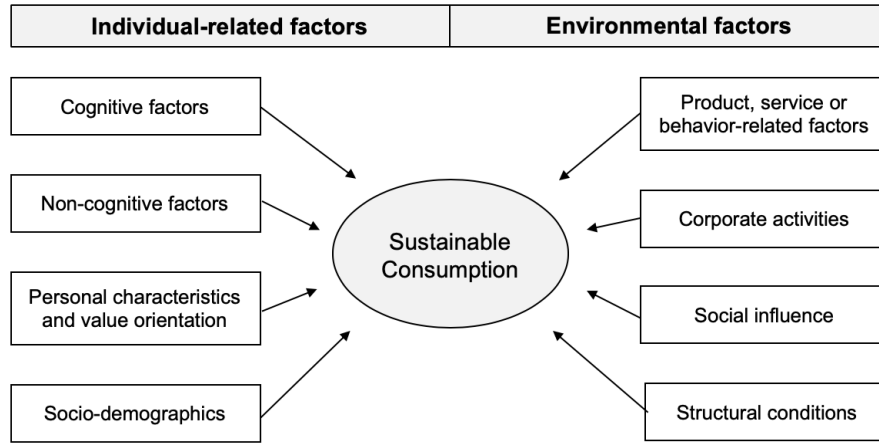 Individual-related factors
Environmental factors
Cognitive factors
Non-cognitive factors
Personal characteristics
and value orientation
Socio-demographics
Sustainable
Consumption
Product, service or
behavior-related factors
Corporate activities
Social influence
Structural conditions